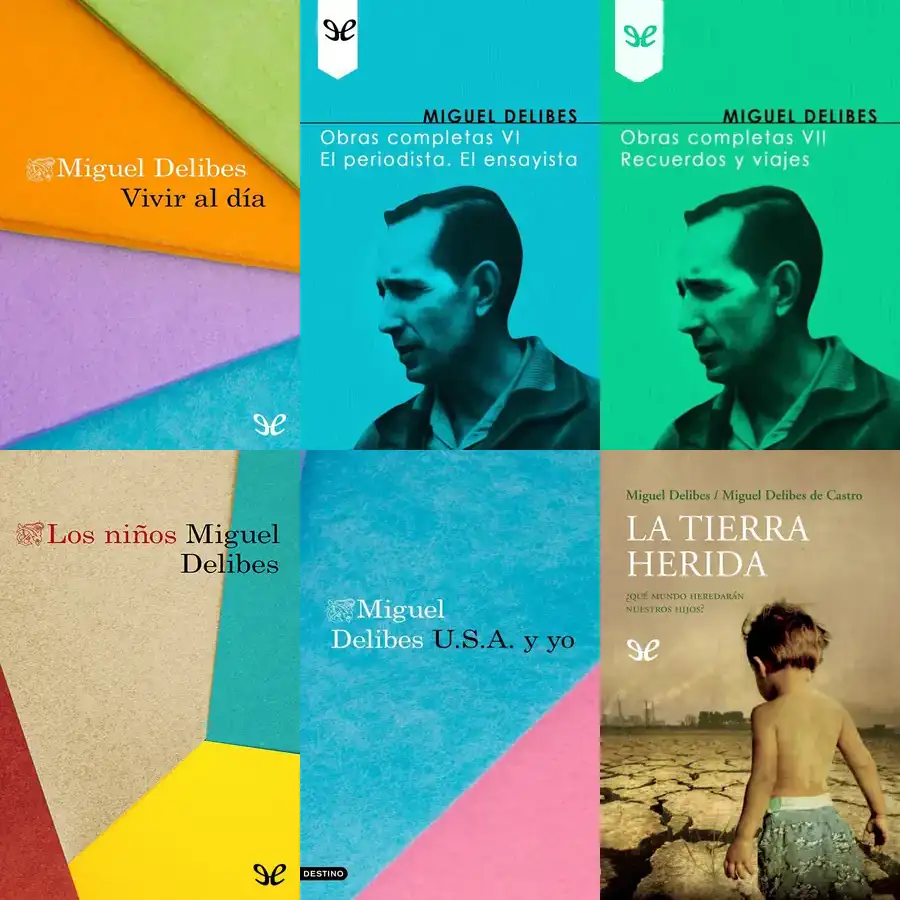 Miguel Delibes
Vivir al día
MIGUEL DELIBES
Obras completas VI
El periodista. El ensayista
MIGUEL DELIBES
Obras completas VII
Recuerdos y viajes
Los niños Miguel
Delibes
Miguel
Delibes U.S.A. y yo
DESTINO
Miguel Delibes / Miguel Delibes de Castro
LA TIERRA
HERIDA
¿QUÉ MUNDO HEREDARÁN
NUESTROS HIJOS?